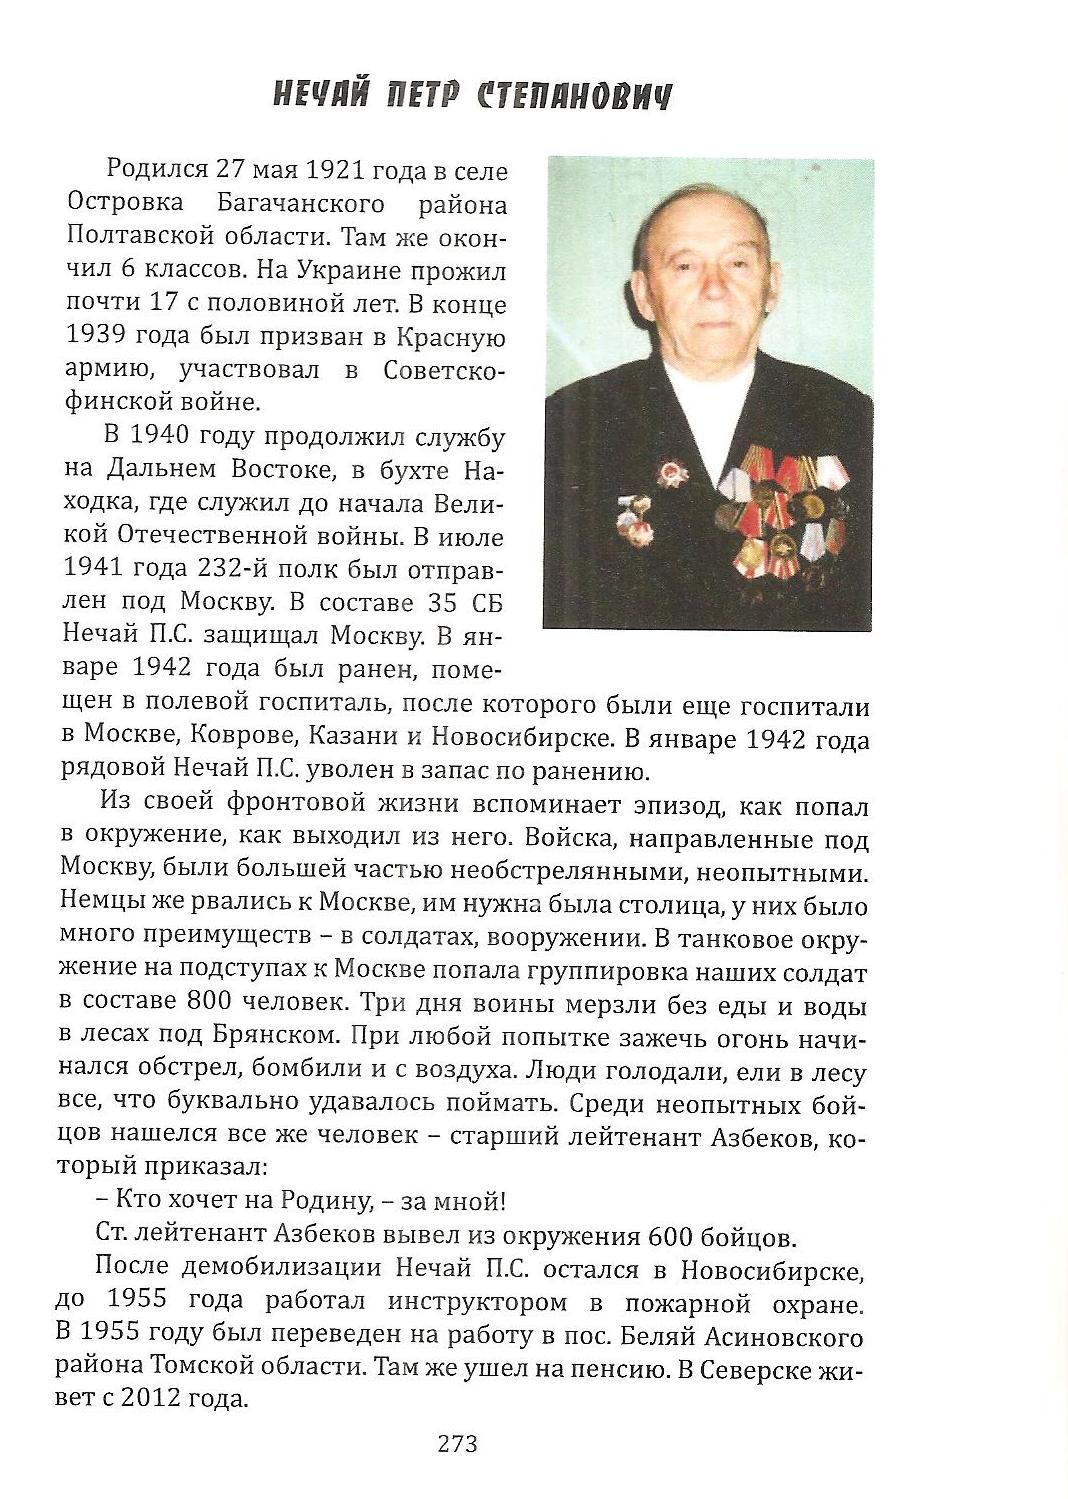 НЕЧАЙ ПЕТР СТЕПАНОВИЧ
Родился 27 мая 1921 года в селе
Островка Багачанского района
Полтавской области. Там же окон-
чил 6 классов. На Украине прожил
почти 17 с половиной лет. В конце
1939 года был призван в Красную
армию, участвовал в Советско-
финской войне.
В 1940 году продолжил службу
на Дальнем Востоке, в бухте На-
ходка, где служил до начала Вели-
кой Отечественной войны. В июле
1941 года 232-й полк был отправ-
лен под Москву. В составе 35 СБ
Нечай П.С. защищал Москву. В ян-
варе 1942 года был ранен, поме-
щен в полевой госпиталь, после которого были еще госпитали
в Москве, Коврове, Казани и Новосибирске. В январе 1942 года
рядовой Нечай П.С. уволен в запас по ранению.
Из своей фронтовой жизни вспоминает эпизод, как попал
в окружение, как выходил из него. Войска, направленные под
Москву, были большей частью необстрелянными, неопытными.
Немцы же рвались к Москве, им нужна была столица, у них было
много преимуществ – в солдатах, вооружении. В танковое окру-
жение на подступах к Москве попала группировка наших солдат
в составе 800 человек. Три дня воины мерзли без еды и воды
в лесах под Брянском. При любой попытке зажечь огонь начи-
нался обстрел, бомбили и с воздуха. Люди голодали, ели в лесу
все, что буквально удавалось поймать. Среди неопытных бой-
цов нашелся все же человек – старший лейтенант Азбеков, ко-
торый приказал:
– Кто хочет на Родину, – за мной!
Ст. лейтенант Азбеков вывел из окружения 600 бойцов.
После демобилизации Нечай П.С. остался в Новосибирске,
до 1955 года работал инструктором в пожарной охране.
В 1955 году был переведен на работу в пос. Беляй Асиновского
района Томской области. Там же ушел на пенсию. В Северске жи-
вет с 2012 года.
273